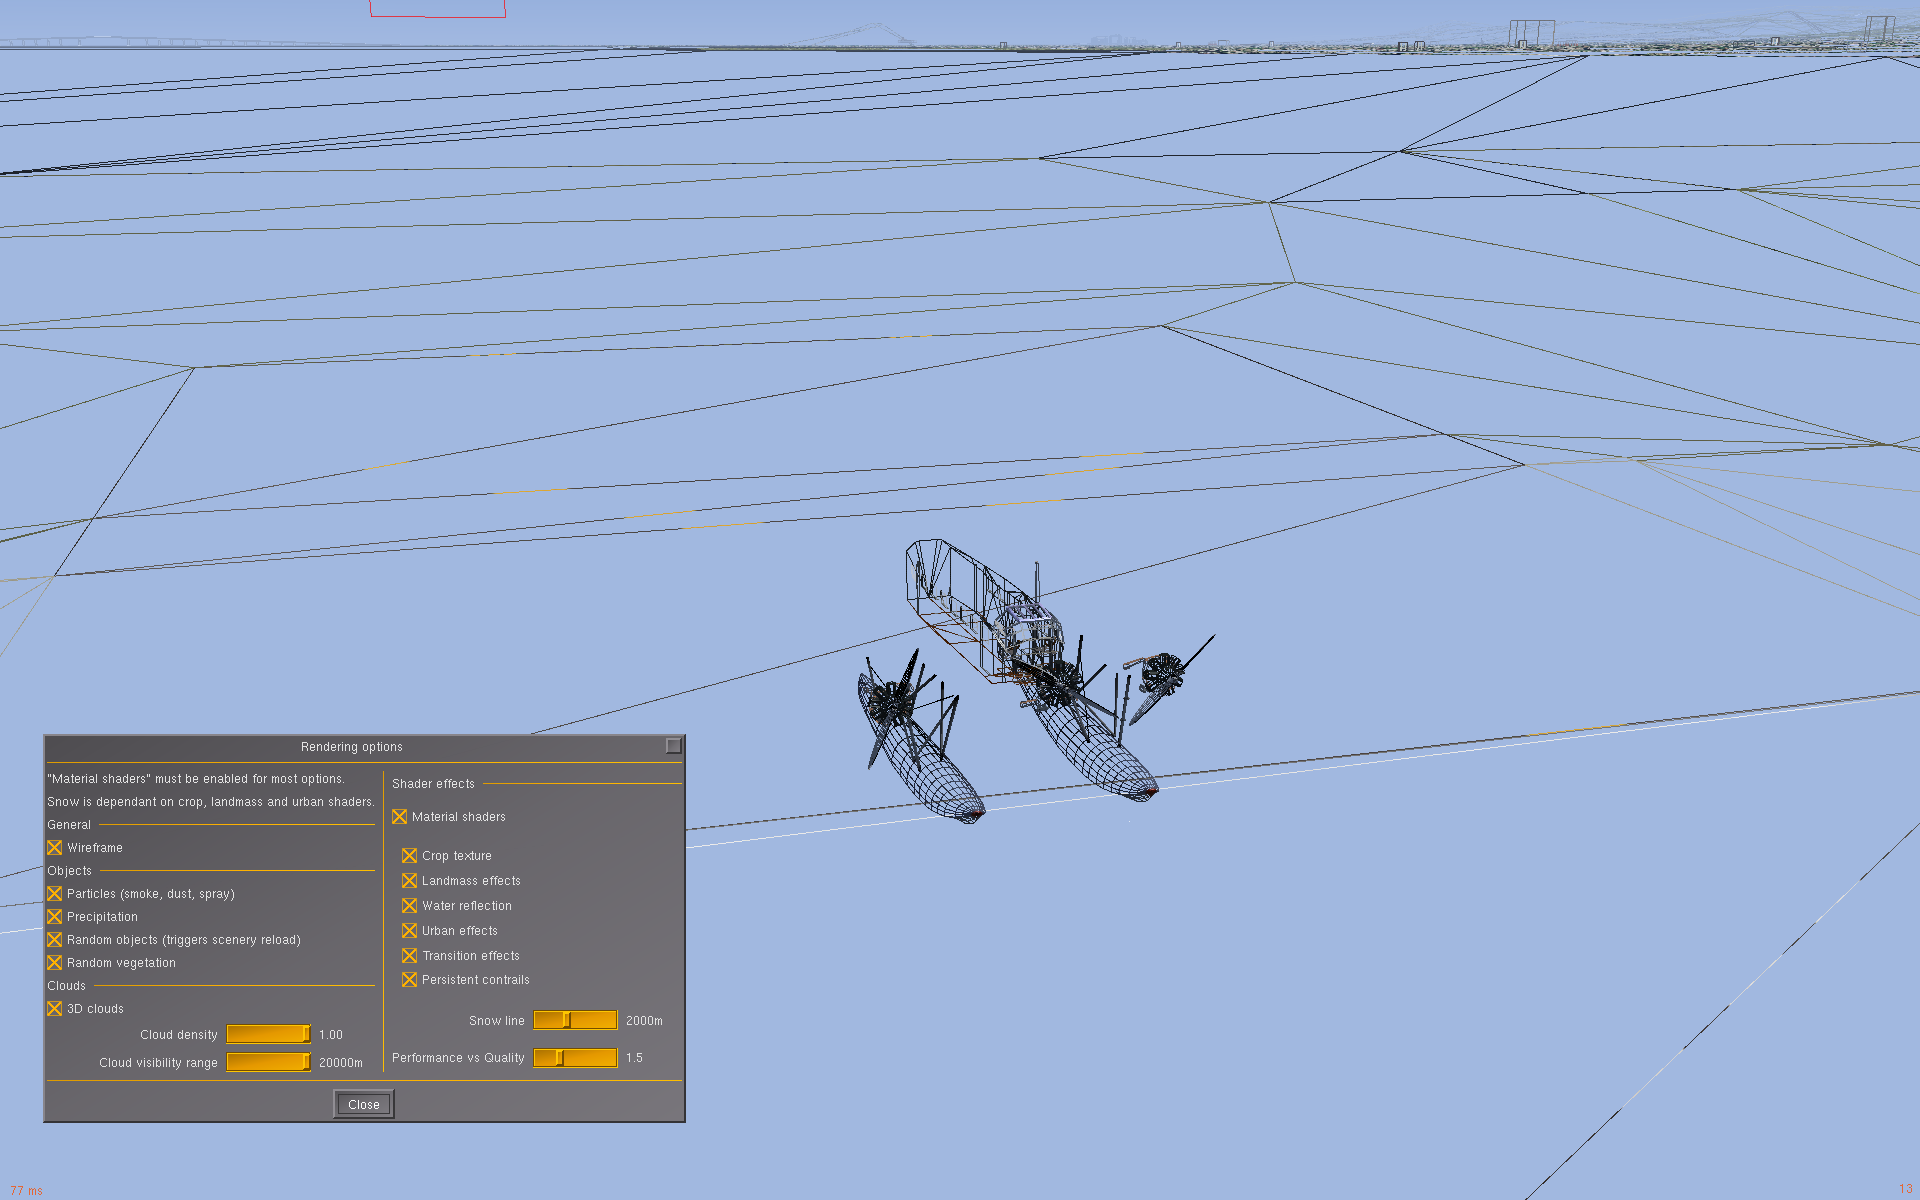 Rendering options
"Material shaders" must be enabled for most options.
Snow is dependant on crop, landmass and urban shaders.
General
Wireframe
Objects
Particles (smoke, dust, spray)
Precipitation
Random objects (triggers scenery reload)
Random vegetation
Clouds
3D clouds
Cloud density 1.00
Cloud visibility range 20000m
Shader effects
Material shaders
Crop texture
Landmass effects
Water reflection
Urban effects
Transition effects
Persistent contrails
Snow line 2000m
Performance vs Quality 1.5
Close
77 ms
13